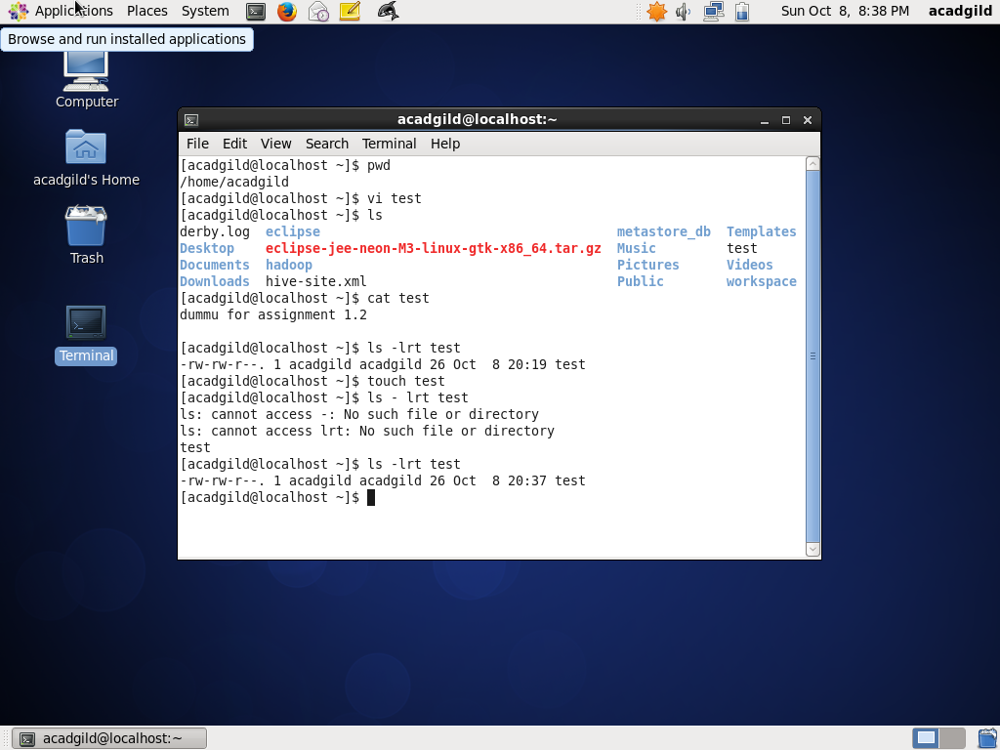 Applications Places System Sun Oct 8, 8:38 PM acadgild
Browse and run installed applications
Computer
acadgild's Home
Trash
Terminal
acadgild@localhost:~
File Edit View Search Terminal Help
[acadgild@localhost ~]$ pwd
/home/acadgild
[acadgild@localhost ~]$ vi test
[acadgild@localhost ~]$ ls
derby.log eclipse metastore_db Templates
Desktop eclipse-jee-neon-M3-linux-gtk-x86_64.tar.gz Music test
Documents hadoop Pictures Videos
Downloads hive-site.xml Public workspace
[acadgild@localhost ~]$ cat test
dummu for assignment 1.2
[acadgild@localhost ~]$ ls -lrt test
-rw-rw-r--. 1 acadgild acadgild 26 Oct  8 20:19 test
[acadgild@localhost ~]$ touch test
[acadgild@localhost ~]$ ls - lrt test
ls: cannot access -: No such file or directory
ls: cannot access lrt: No such file or directory
test
[acadgild@localhost ~]$ ls -lrt test
-rw-rw-r--. 1 acadgild acadgild 26 Oct  8 20:37 test
[acadgild@localhost ~]$
acadgild@localhost:~